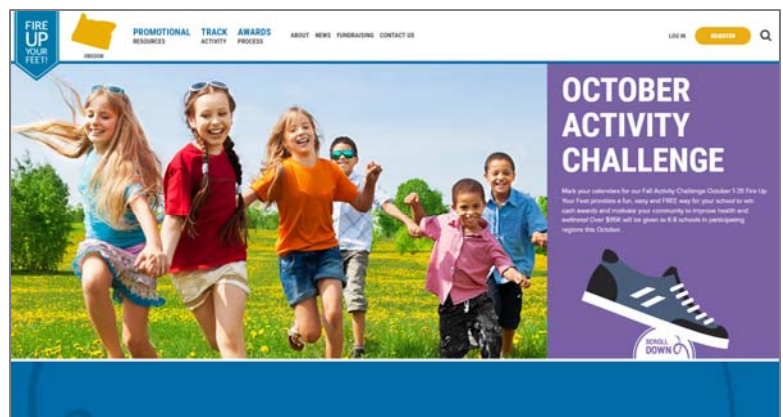 FIRE
UP
YOUR
FEET!
OREGON
PROMOTIONAL
RESOURCES
TRACK
ACTIVITY
AWARDS
PROCESS
ABOUT NEWS FUNDRAISING CONTACT US
LOG IN
REGISTER
OCTOBER
ACTIVITY
CHALLENGE
Mark your calendars for our Fall Activity Challenge October 1-31! Fire Up
Your Feet provides a fun, easy and FREE way for your school to win
cash awards and motivate your community to improve health and
wellness! Over $95K will be given to K-8 schools in participating
regions this October.
SCROLL
DOWN